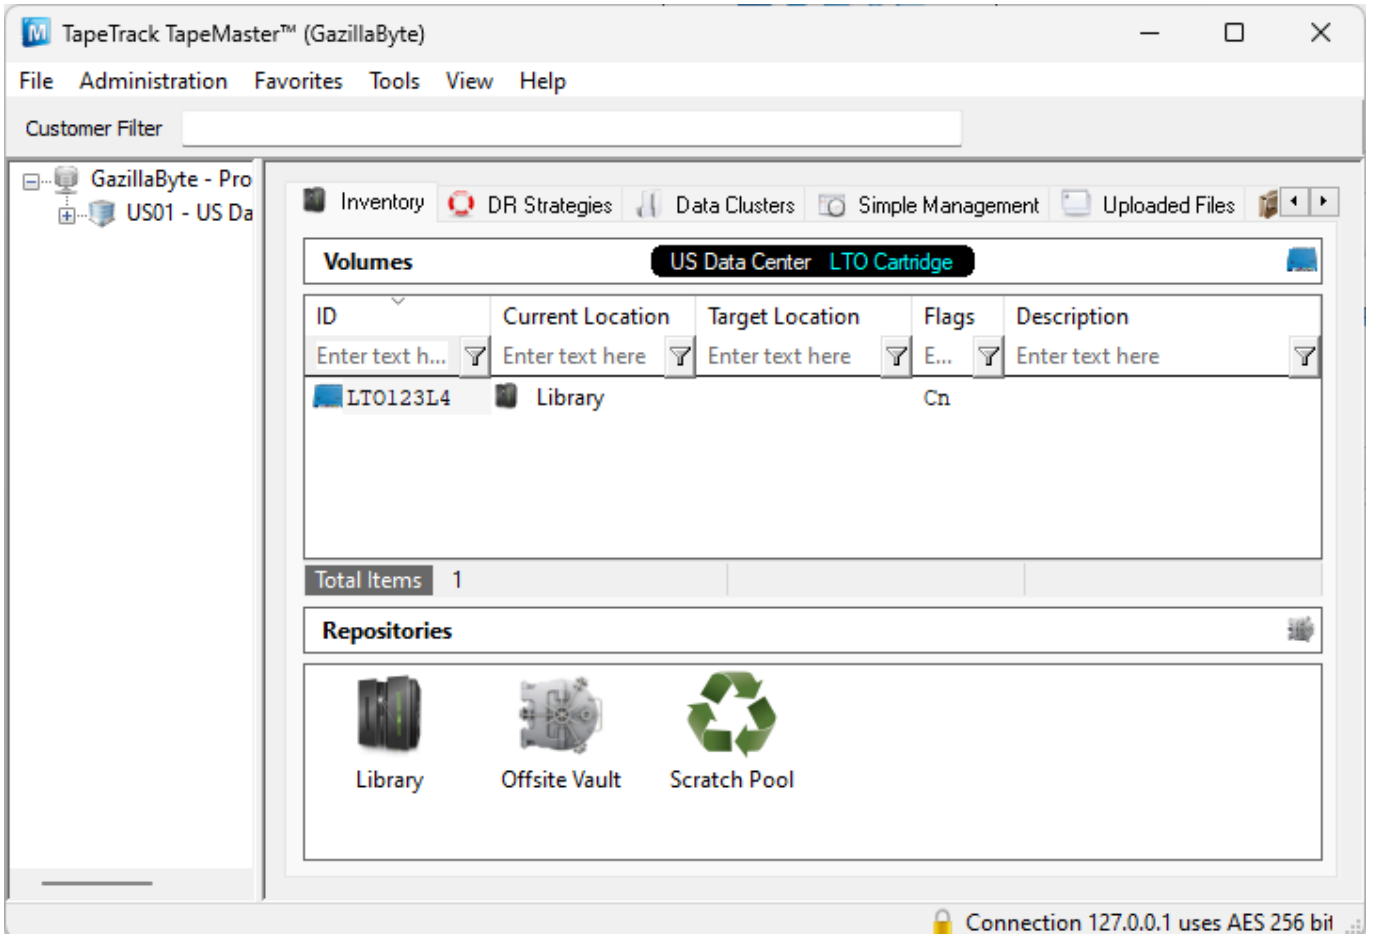 TapeTrack TapeMaster™ (GazillaByte)
File Administration Favorites Tools View Help
Customer Filter
GazillaByte - Pro
US01 - US Da
Inventory DR Strategies Data Clusters Simple Management Uploaded Files
Volumes US Data Center LTO Cartridge
ID Current Location Target Location Flags Description
Enter text h... Enter text here Enter text here E... Enter text here
LTO123L4 Library Cn
Total Items 1
Repositories
Library Offsite Vault Scratch Pool
Connection 127.0.0.1 uses AES 256 bit